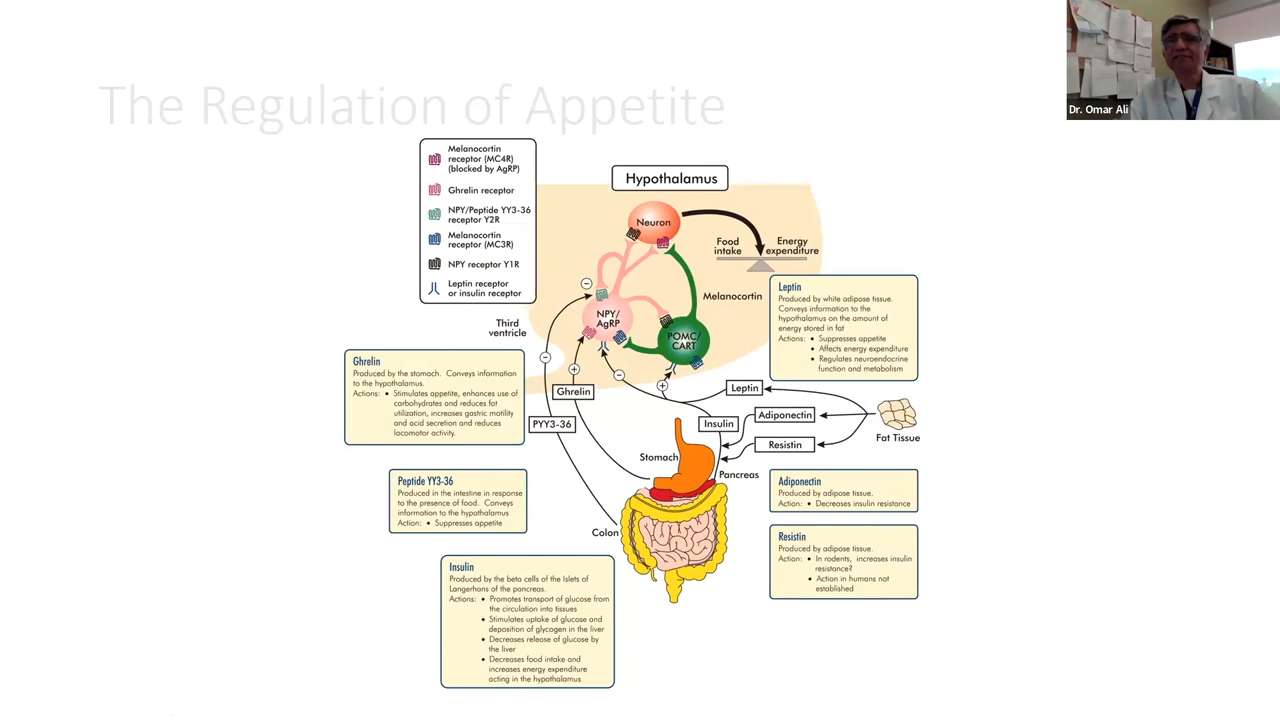 The Regulation of Appetite
Dr. Omar Ali
Melanocortin
receptor (MC4R)
(blocked by AgRP)
Ghrelin receptor
NPY/Peptide YY3-36
receptor Y2R
Melanocortin
receptor (MC3R)
NPY receptor Y1R
Leptin receptor
or insulin receptor
Hypothalamus
Neuron
Food
intake
Energy
expenditure
Melanocortin
NPY/
AgRP
POMC/
CART
Third
ventricle
Leptin
Produced by white adipose tissue.
Conveys information to the
hypothalamus on the amount of
energy stored in fat
Actions: • Suppresses appetite
• Affects energy expenditure
• Regulates neuroendocrine
function and metabolism
Ghrelin
Produced by the stomach. Conveys information
to the hypothalamus.
Actions: • Stimulates appetite, enhances use of
carbohydrates and reduces fat
utilization, increases gastric motility
and acid secretion and reduces
locomotor activity.
Ghrelin
PYY3-36
Leptin
Insulin
Adiponectin
Resistin
Fat Tissue
Stomach
Pancreas
Colon
Peptide YY3-36
Produced in the intestine in response
to the presence of food. Conveys
information to the hypothalamus
Action: • Suppresses appetite
Adiponectin
Produced by adipose tissue.
Action: • Decreases insulin resistance
Resistin
Produced by adipose tissue.
Action: • In rodents, increases insulin
resistance?
• Action in humans not
established
Insulin
Produced by the beta cells of the Islets of
Langerhans of the pancreas.
Actions: • Promotes transport of glucose from
the circulation into tissues
• Stimulates uptake of glucose and
deposition of glycogen in the liver
• Decreases release of glucose by
the liver
• Decreases food intake and
increases energy expenditure
acting in the hypothalamus